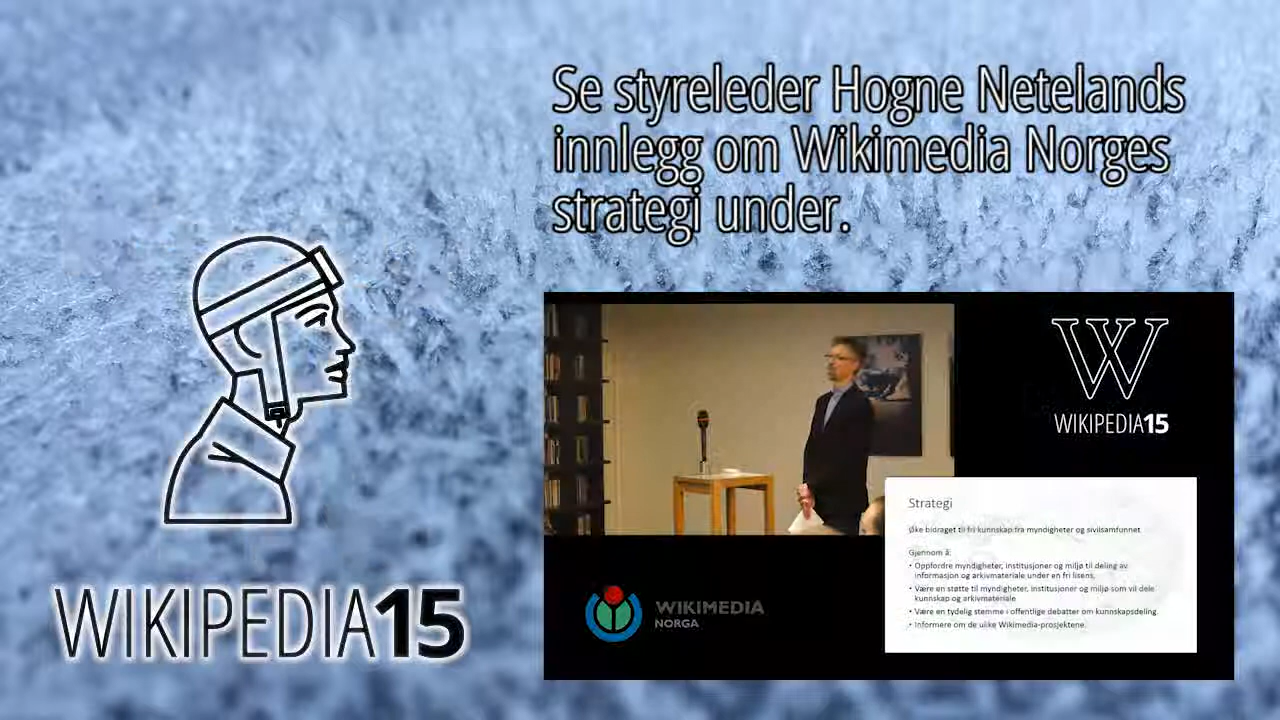 Se styreleder Hogne Netelands
innlegg om Wikimedia Norges
strategi under.
WIKIPEDIA15
W
WIKIPEDIA15
Strategi
Øke bidraget til fri kunnskap fra myndigheter og sivilsamfunnet
Gjennom å:
• Oppfordre myndigheter, institusjoner og miljø til deling av
informasjon og arkivmateriale under en fri lisens.
• Være en støtte til myndigheter, institusjoner og miljø som vil dele
kunnskap og arkivmateriale
• Være en tydelig stemme i offentlige debatter om kunnskapsdeling.
• Informere om de ulike Wikimedia-prosjektene.
WIKIMEDIA
NORGA